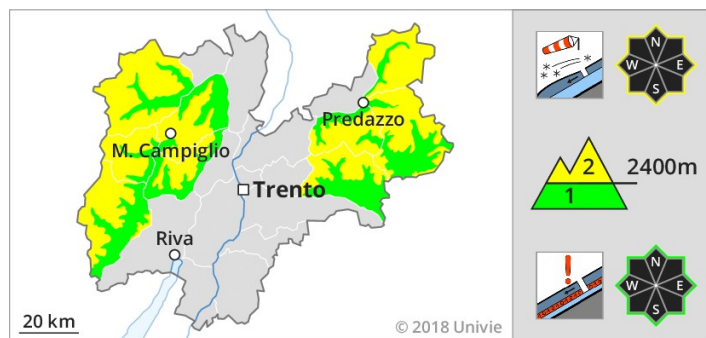 Predazzo
M. Campiglio
Trento
Riva
20 km
© 2018 Univie
N
W E
S
2 2400m
1
N
W E
S